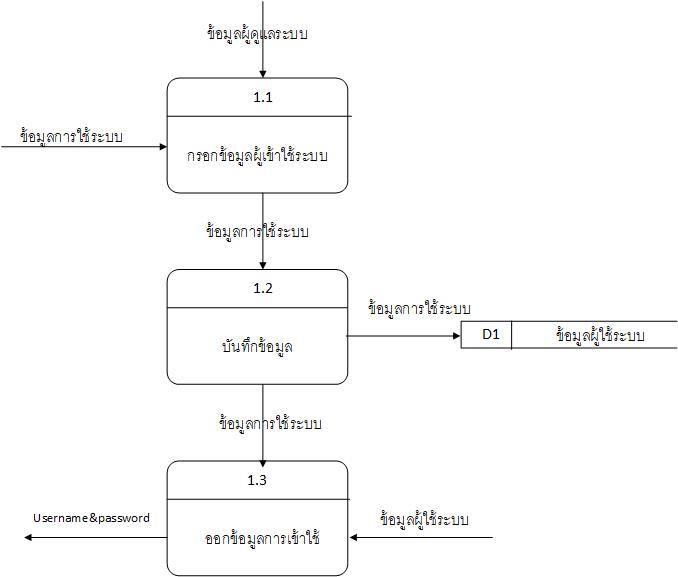 ข้อมูลผู้ดูแลระบบ
1.1
ข้อมูลการใช้ระบบ
กรอกข้อมูลผู้เข้าใช้ระบบ
ข้อมูลการใช้ระบบ
1.2
ข้อมูลการใช้ระบบ
บันทึกข้อมูล
D1 ข้อมูลผู้ใช้ระบบ
ข้อมูลการใช้ระบบ
1.3
Username&password
ออกข้อมูลการเข้าใช้
ข้อมูลผู้ใช้ระบบ